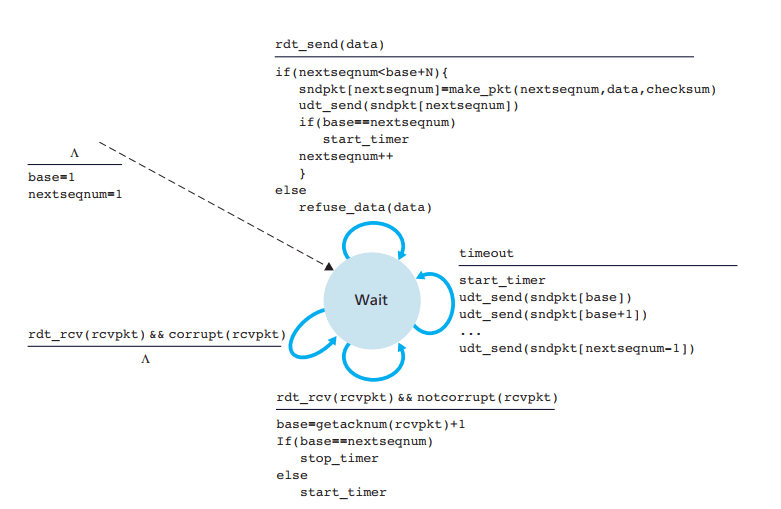 rdt_send(data)
if(nextseqnum<base+N){
sndpkt[nextseqnum]=make_pkt(nextseqnum,data,checksum)
udt_send(sndpkt[nextseqnum])
if(base==nextseqnum)
start_timer
nextseqnum++
}
else
refuse_data(data)
Λ
base=1
nextseqnum=1
timeout
start_timer
udt_send(sndpkt[base])
udt_send(sndpkt[base+1])
...
udt_send(sndpkt[nextseqnum-1])
Wait
rdt_rcv(rcvpkt) && corrupt(rcvpkt)
Λ
rdt_rcv(rcvpkt) && notcorrupt(rcvpkt)
base=getacknum(rcvpkt)+1
If(base==nextseqnum)
stop_timer
else
start_timer